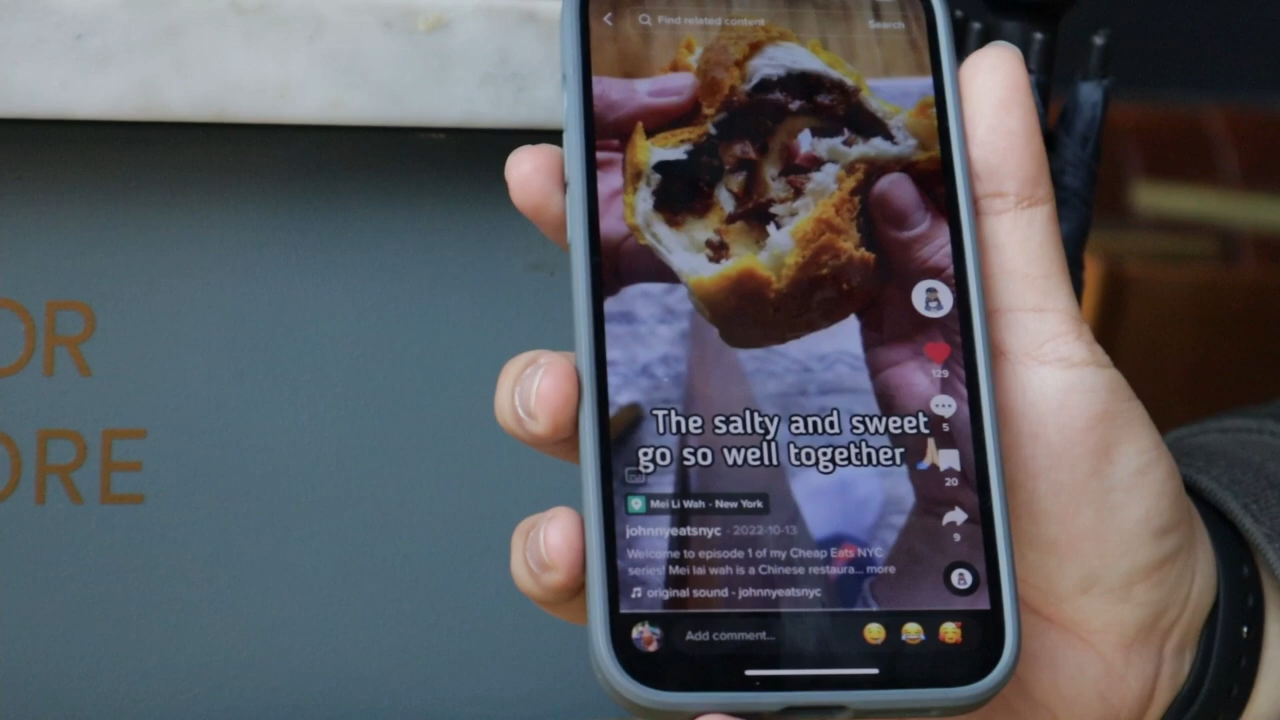 OR
ORE
Find related content
Search
129
The salty and sweet
5
go so well together
20
Mei Li Wah - New York
johnnyeatsnyc · 2022-10-13
9
Welcome to episode 1 of my Cheap Eats NYC
series! Mei lai wah is a Chinese restaura... more
original sound - johnnyeatsnyc
Add comment...